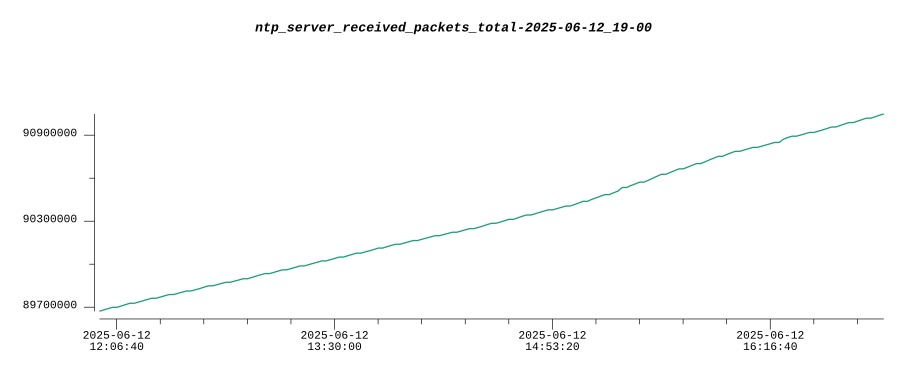 ntp_server_received_packets_total-2025-06-12_19-00
90900000
90300000
89700000
2025-06-12 2025-06-12 2025-06-12 2025-06-12
12:06:40 13:30:00 14:53:20 16:16:40